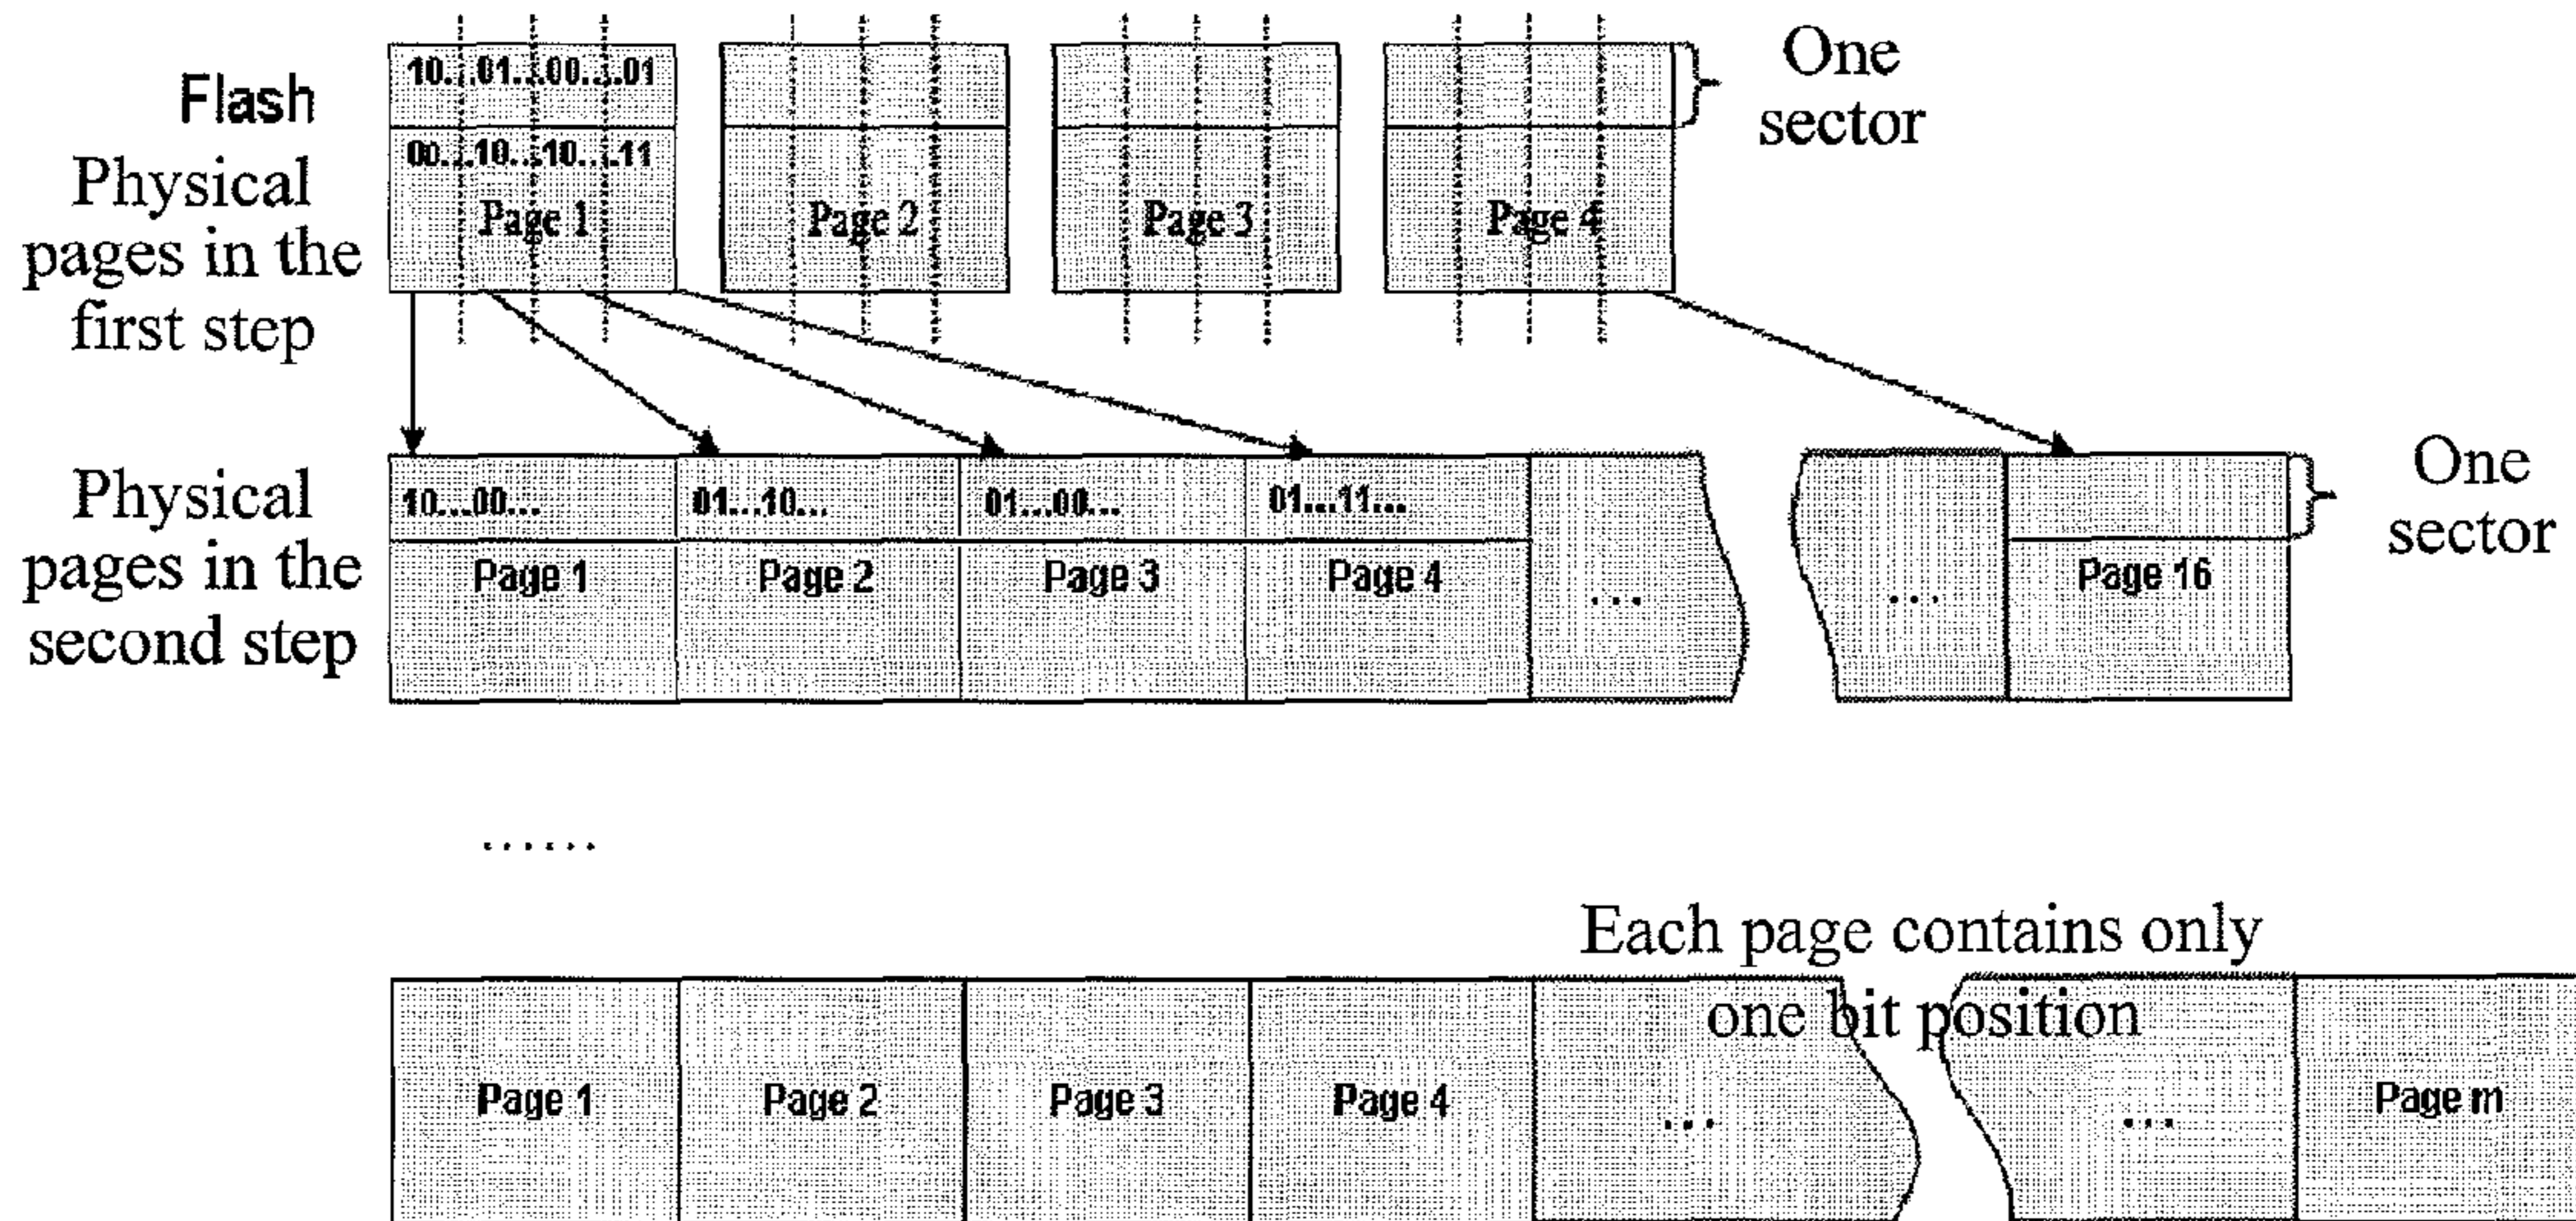 Flash
Physical
pages in the
first step
10...01...00....01
00...10...10....11
Page 1
Page 2
Page 3
Page 4
One
sector
Physical
pages in the
second step
10...00...
01...10...
01...00...
01...11...
Page 1
Page 2
Page 3
Page 4
...
...
Page 16
One
sector
......
Each page contains only
one bit position
Page 1
Page 2
Page 3
Page 4
...
...
Page m